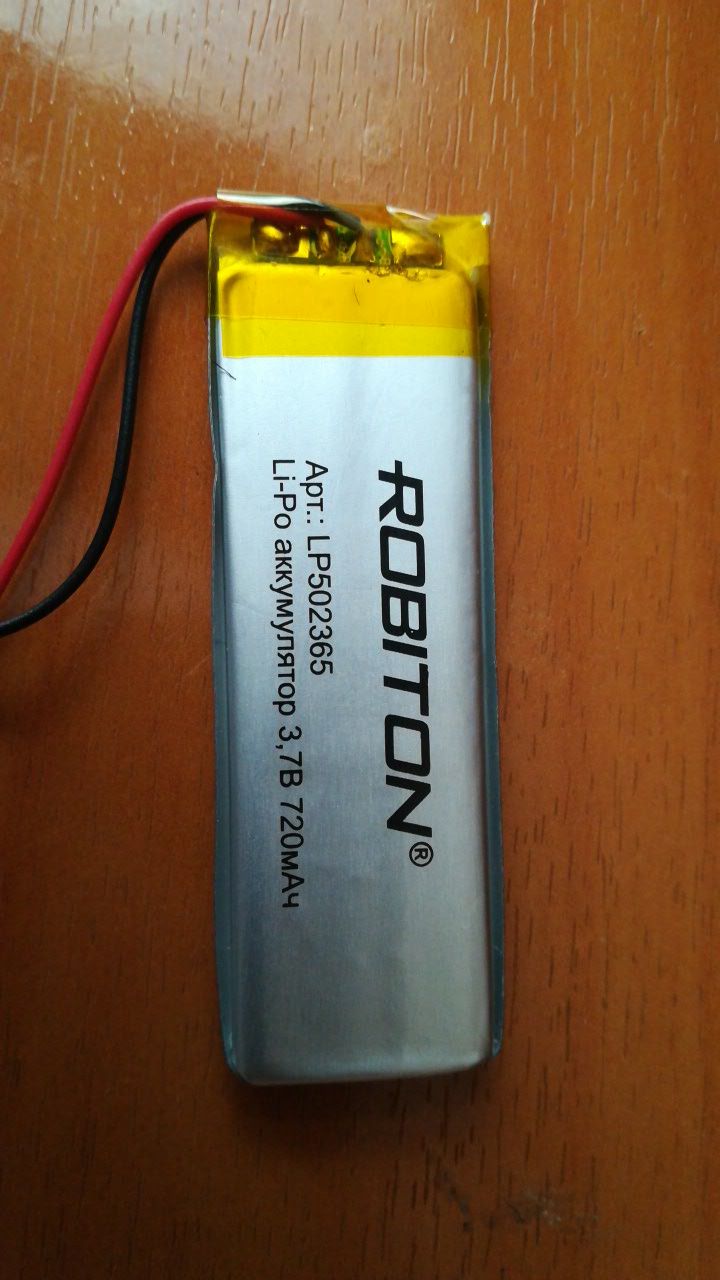 ROBITON®
Арт.: LP502365
Li-Po аккумулятор 3,7В 720мАч